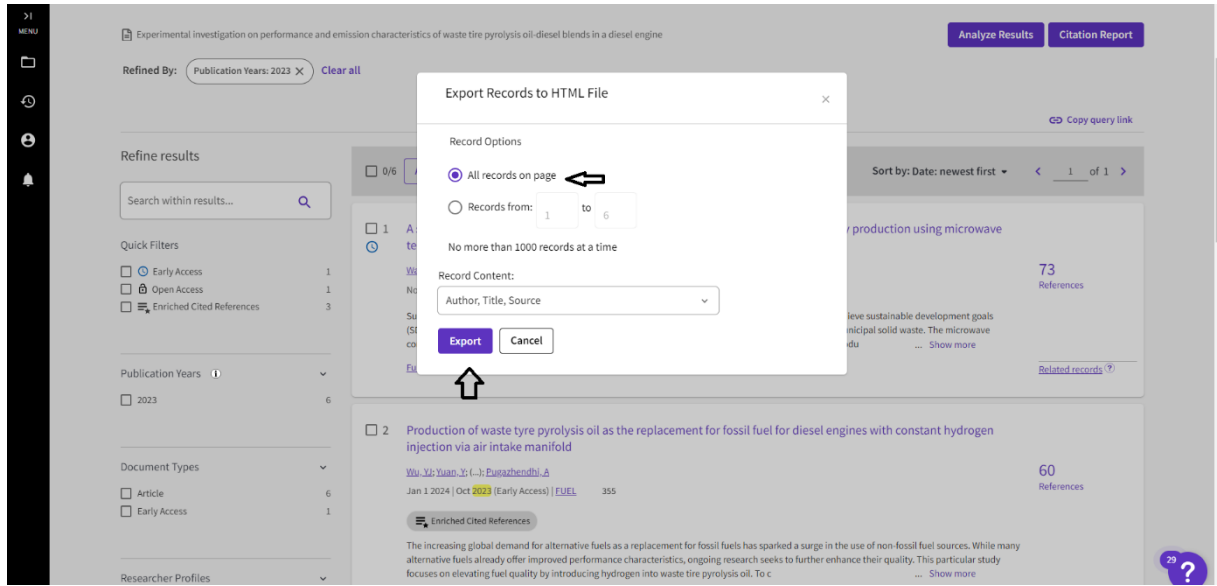 MENU
Experimental investigation on performance and emission characteristics of waste tire pyrolysis oil-diesel blends in a diesel engine
Analyze Results
Citation Report
Refined By:
Publication Years: 2023 ×
Clear all
Copy query link
Export Records to HTML File
×
Record Options
All records on page
Records from: 1 to 6
No more than 1000 records at a time
Record Content:
Author, Title, Source
Export
Cancel
Refine results
Search within results...
Quick Filters
Early Access 1
Open Access 1
Enriched Cited References 3
Publication Years
2023 6
Document Types
Article 6
Early Access 1
Researcher Profiles
0/6
Sort by: Date: newest first
1 of 1
1
y production using microwave
73
References
ieve sustainable development goals
nicipal solid waste. The microwave
... Show more
Related records
2 Production of waste tyre pyrolysis oil as the replacement for fossil fuel for diesel engines with constant hydrogen
injection via air intake manifold
Wu, YJ; Yuan, Y; (...); Pugazhendhi, A
Jan 1 2024 | Oct 2023 (Early Access) | FUEL 355
60
References
Enriched Cited References
The increasing global demand for alternative fuels as a replacement for fossil fuels has sparked a surge in the use of non-fossil fuel sources. While many
alternative fuels already offer improved performance characteristics, ongoing research seeks to further enhance their quality. This particular study
focuses on elevating fuel quality by introducing hydrogen into waste tire pyrolysis oil. To c ... Show more
29
?